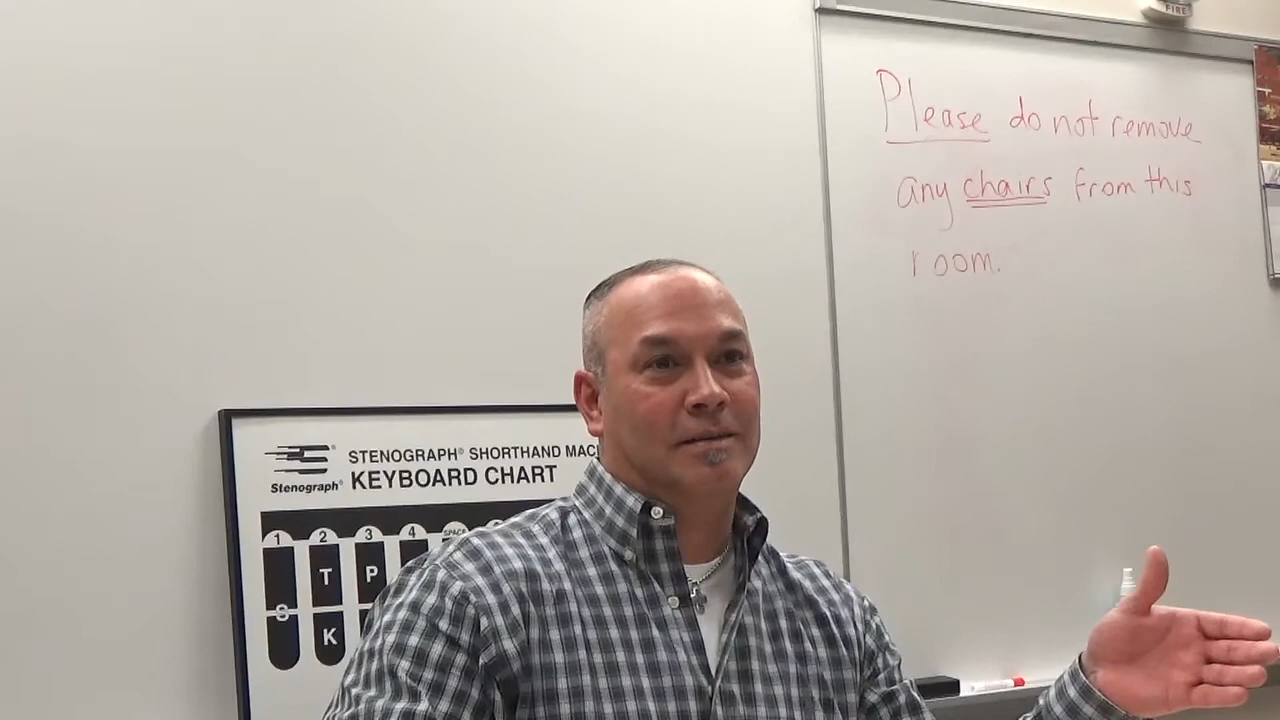 FIRE
Please do not remove
any chairs from this
room.
STENOGRAPH® SHORTHAND
KEYBOARD CHART
Stenograph®
1 2 3 4 SPACE
T P
S
K